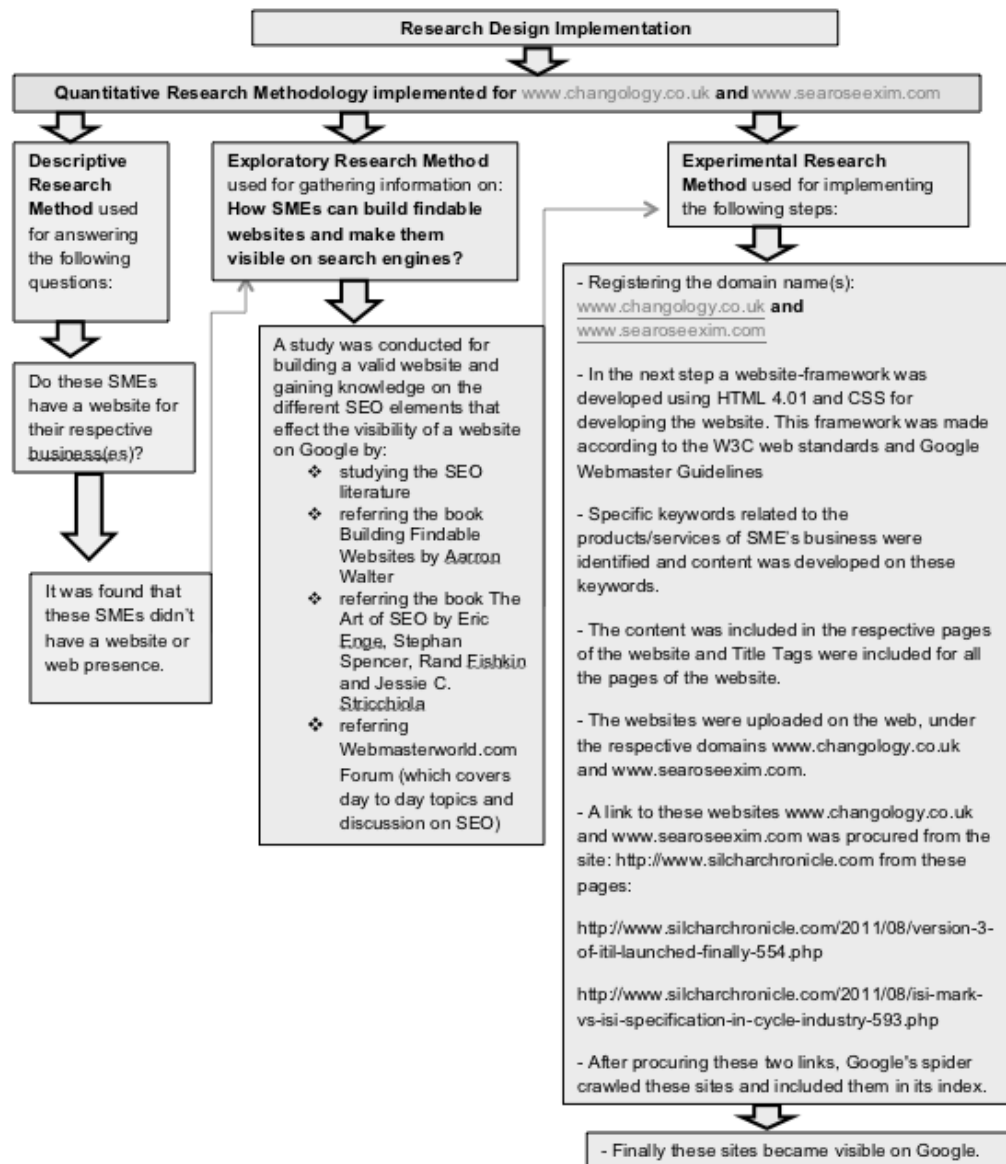 Research Design Implementation
Quantitative Research Methodology implemented for www.changology.co.uk and www.searoseexim.com
Descriptive
Research
Method used
for answering
the following
questions:
Do these SMEs
have a website for
their respective
business(es)?
It was found that
these SMEs didn't
have a website or
web presence.
Exploratory Research Method
used for gathering information on:
How SMEs can build findable
websites and make them
visible on search engines?
A study was conducted for
building a valid website and
gaining knowledge on the
different SEO elements that
effect the visibility of a website
on Google by:
❖ studying the SEO
literature
❖ referring the book
Building Findable
Websites by Aarron
Walter
❖ referring the book The
Art of SEO by Eric
Enge, Stephan
Spencer, Rand Fishkin
and Jessie C.
Stricchiola
❖ referring
Webmasterworld.com
Forum (which covers
day to day topics and
discussion on SEO)
Experimental Research
Method used for implementing
the following steps:
- Registering the domain name(s):
www.changology.co.uk and
www.searoseexim.com
- In the next step a website-framework was
developed using HTML 4.01 and CSS for
developing the website. This framework was made
according to the W3C web standards and Google
Webmaster Guidelines
- Specific keywords related to the
products/services of SME's business were
identified and content was developed on these
keywords.
- The content was included in the respective pages
of the website and Title Tags were included for all
the pages of the website.
- The websites were uploaded on the web, under
the respective domains www.changology.co.uk
and www.searoseexim.com.
- A link to these websites www.changology.co.uk
and www.searoseexim.com was procured from the
site: http://www.silcharchronicle.com from these
pages:
http://www.silcharchronicle.com/2011/08/version-3-
of-itil-launched-finally-554.php
http://www.silcharchronicle.com/2011/08/isi-mark-
vs-isi-specification-in-cycle-industry-593.php
- After procuring these two links, Google's spider
crawled these sites and included them in its index.
- Finally these sites became visible on Google.